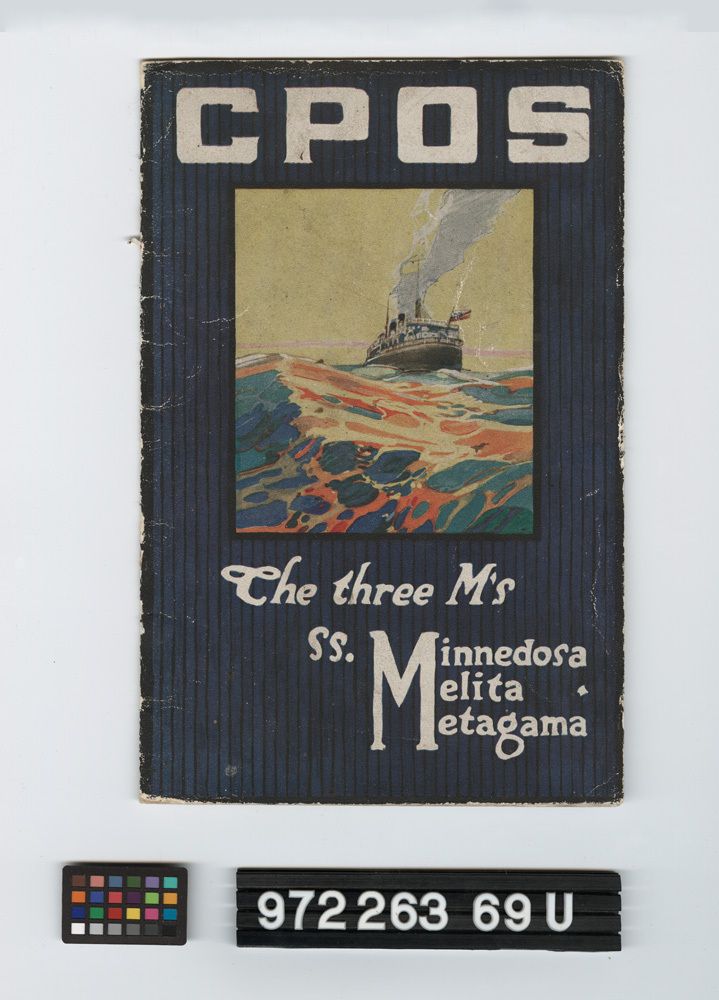 CPOS
The three M's
SS. Minnedosa
Melita
Metagama
972 263 69 U